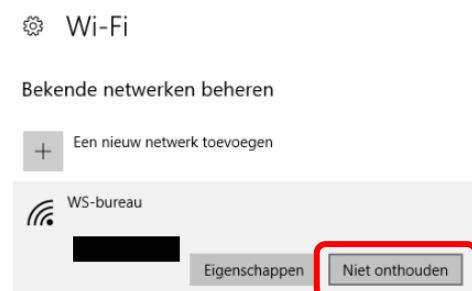 Wi-Fi
Bekende netwerken beheren
Een nieuw netwerk toevoegen
WS-bureau
Eigenschappen Niet onthouden